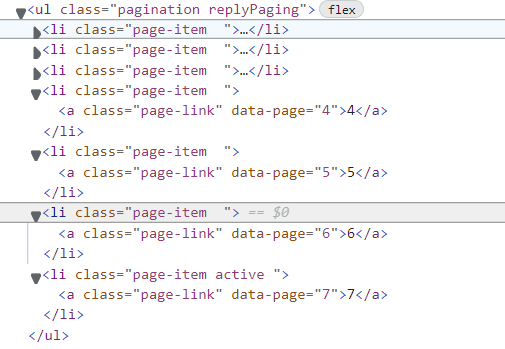 <ul class="pagination replyPaging"> flex
<li class="page-item  ">…</li>
<li class="page-item  ">…</li>
<li class="page-item  ">…</li>
<li class="page-item  ">
<a class="page-link" data-page="4">4</a>
</li>
<li class="page-item  ">
<a class="page-link" data-page="5">5</a>
</li>
<li class="page-item  "> == $0
<a class="page-link" data-page="6">6</a>
</li>
<li class="page-item active ">
<a class="page-link" data-page="7">7</a>
</li>
</ul>